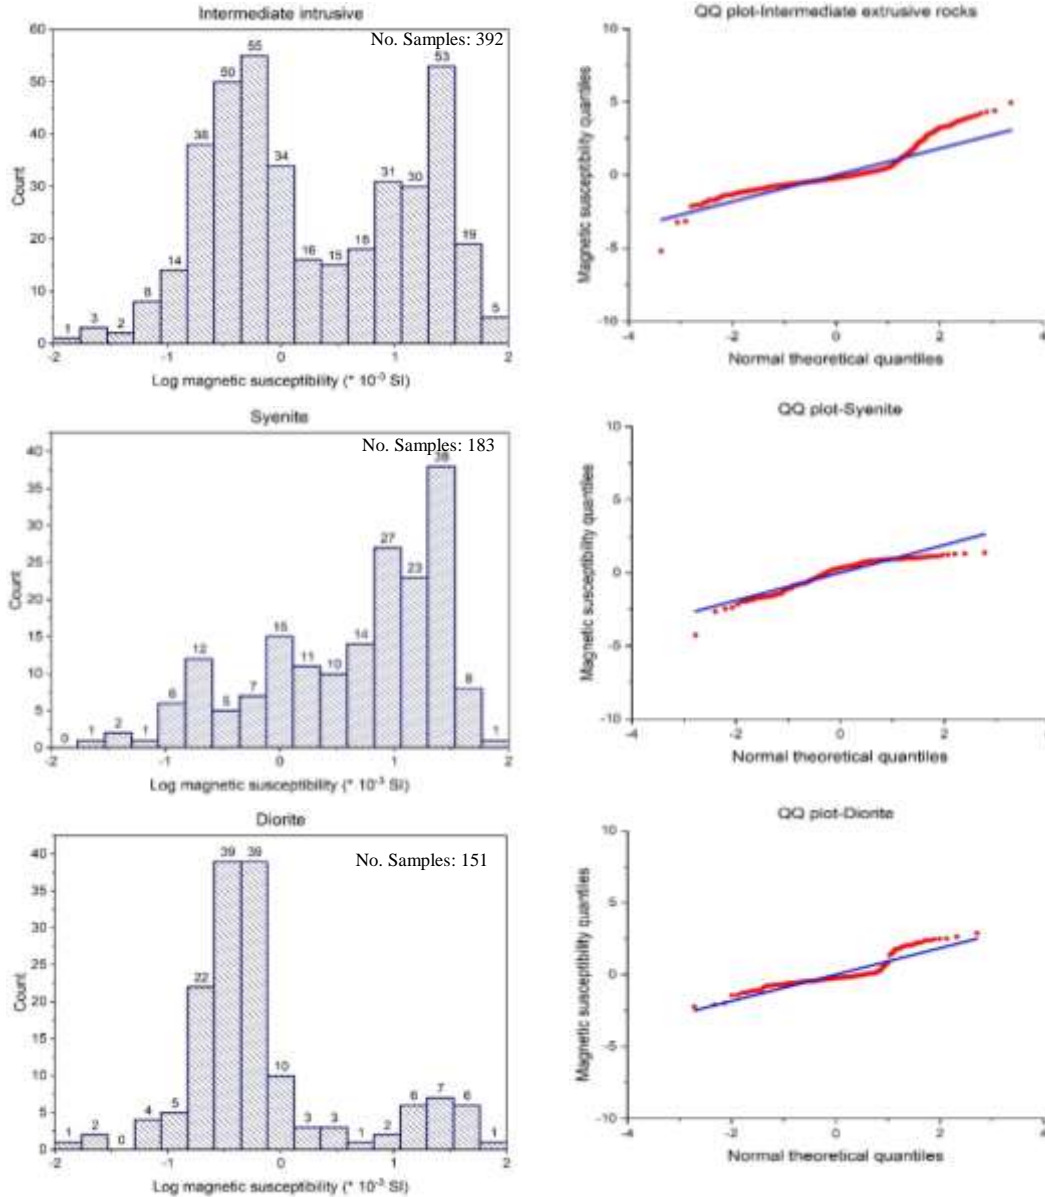 Intermediate intrusive
No. Samples: 392
60
50
40
30
20
10
0
Count
1 3 2 8 14 38 50 55 34 16 15 18 31 30 53 19 5
-2 -1 0 1 2
Log magnetic susceptibility (* 10⁻³ SI)
QQ plot-Intermediate extrusive rocks
10
5
0
-5
-10
Magnetic susceptibility quantiles
-4 -2 0 2 4
Normal theoretical quantiles
Syenite
No. Samples: 183
40
35
30
25
20
15
10
5
0
Count
0 1 2 1 6 12 5 7 15 11 10 14 27 23 38 8 1
-2 -1 0 1 2
Log magnetic susceptibility (* 10⁻³ SI)
QQ plot-Syenite
10
5
0
-5
-10
Magnetic susceptibility quantiles
-4 -2 0 2 4
Normal theoretical quantiles
Diorite
No. Samples: 151
40
35
30
25
20
15
10
5
0
Count
1 2 0 4 5 22 39 39 10 3 3 1 2 6 7 6 1
-2 -1 0 1 2
Log magnetic susceptibility (* 10⁻³ SI)
QQ plot-Diorite
10
5
0
-5
-10
Magnetic susceptibility quantiles
-4 -2 0 2 4
Normal theoretical quantiles